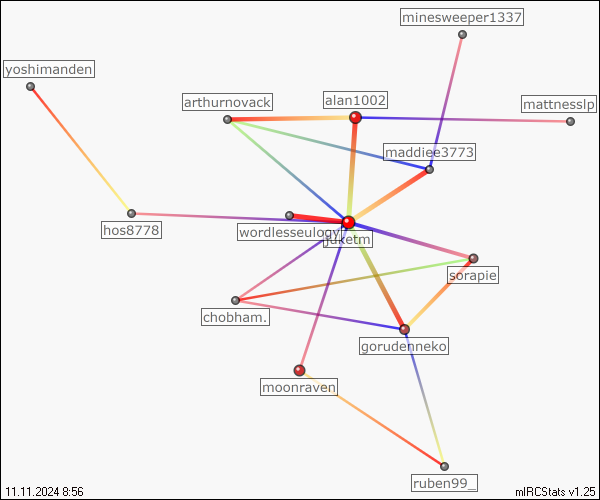 minesweeper1337
yoshimanden
arthurnovack
alan1002
mattnesslp
maddiee3773
hos8778
wordlesseulogy
juketm
sorapie
chobham.
gorudenneko
moonraven
ruben99_
11.11.2024 8:56
mIRCStats v1.25